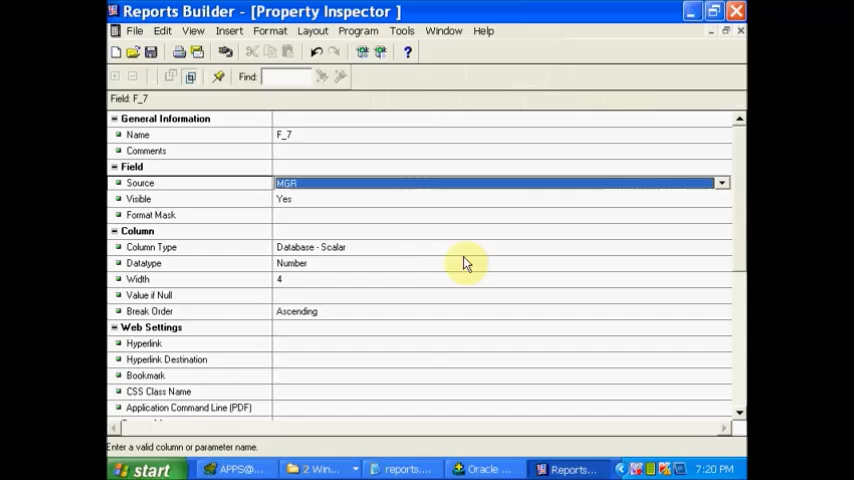 Reports Builder - [Property Inspector ]
File Edit View Insert Format Layout Program Tools Window Help
Find:
Field: F_7
General Information
Name F_7
Comments
Field
Source MGR
Visible Yes
Format Mask
Column
Column Type Database - Scalar
Datatype Number
Width 4
Value if Null
Break Order Ascending
Web Settings
Hyperlink
Hyperlink Destination
Bookmark
CSS Class Name
Application Command Line (PDF)
Enter a valid column or parameter name.
start APPS@... 2 Win... reports.... Oracle ... Reports... 7:20 PM